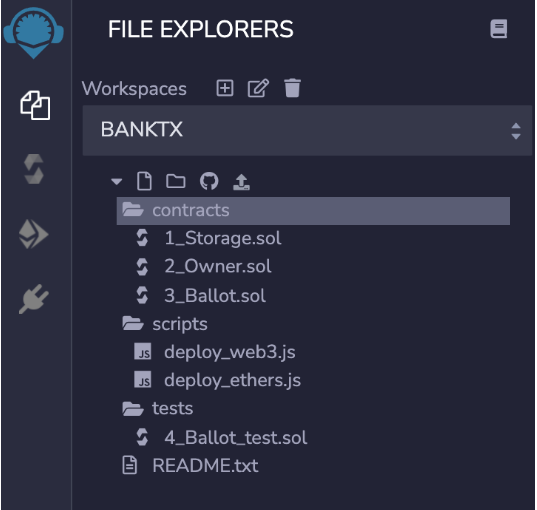 FILE EXPLORERS
Workspaces
BANKTX
contracts
1_Storage.sol
2_Owner.sol
3_Ballot.sol
scripts
JS deploy_web3.js
JS deploy_ethers.js
tests
4_Ballot_test.sol
README.txt